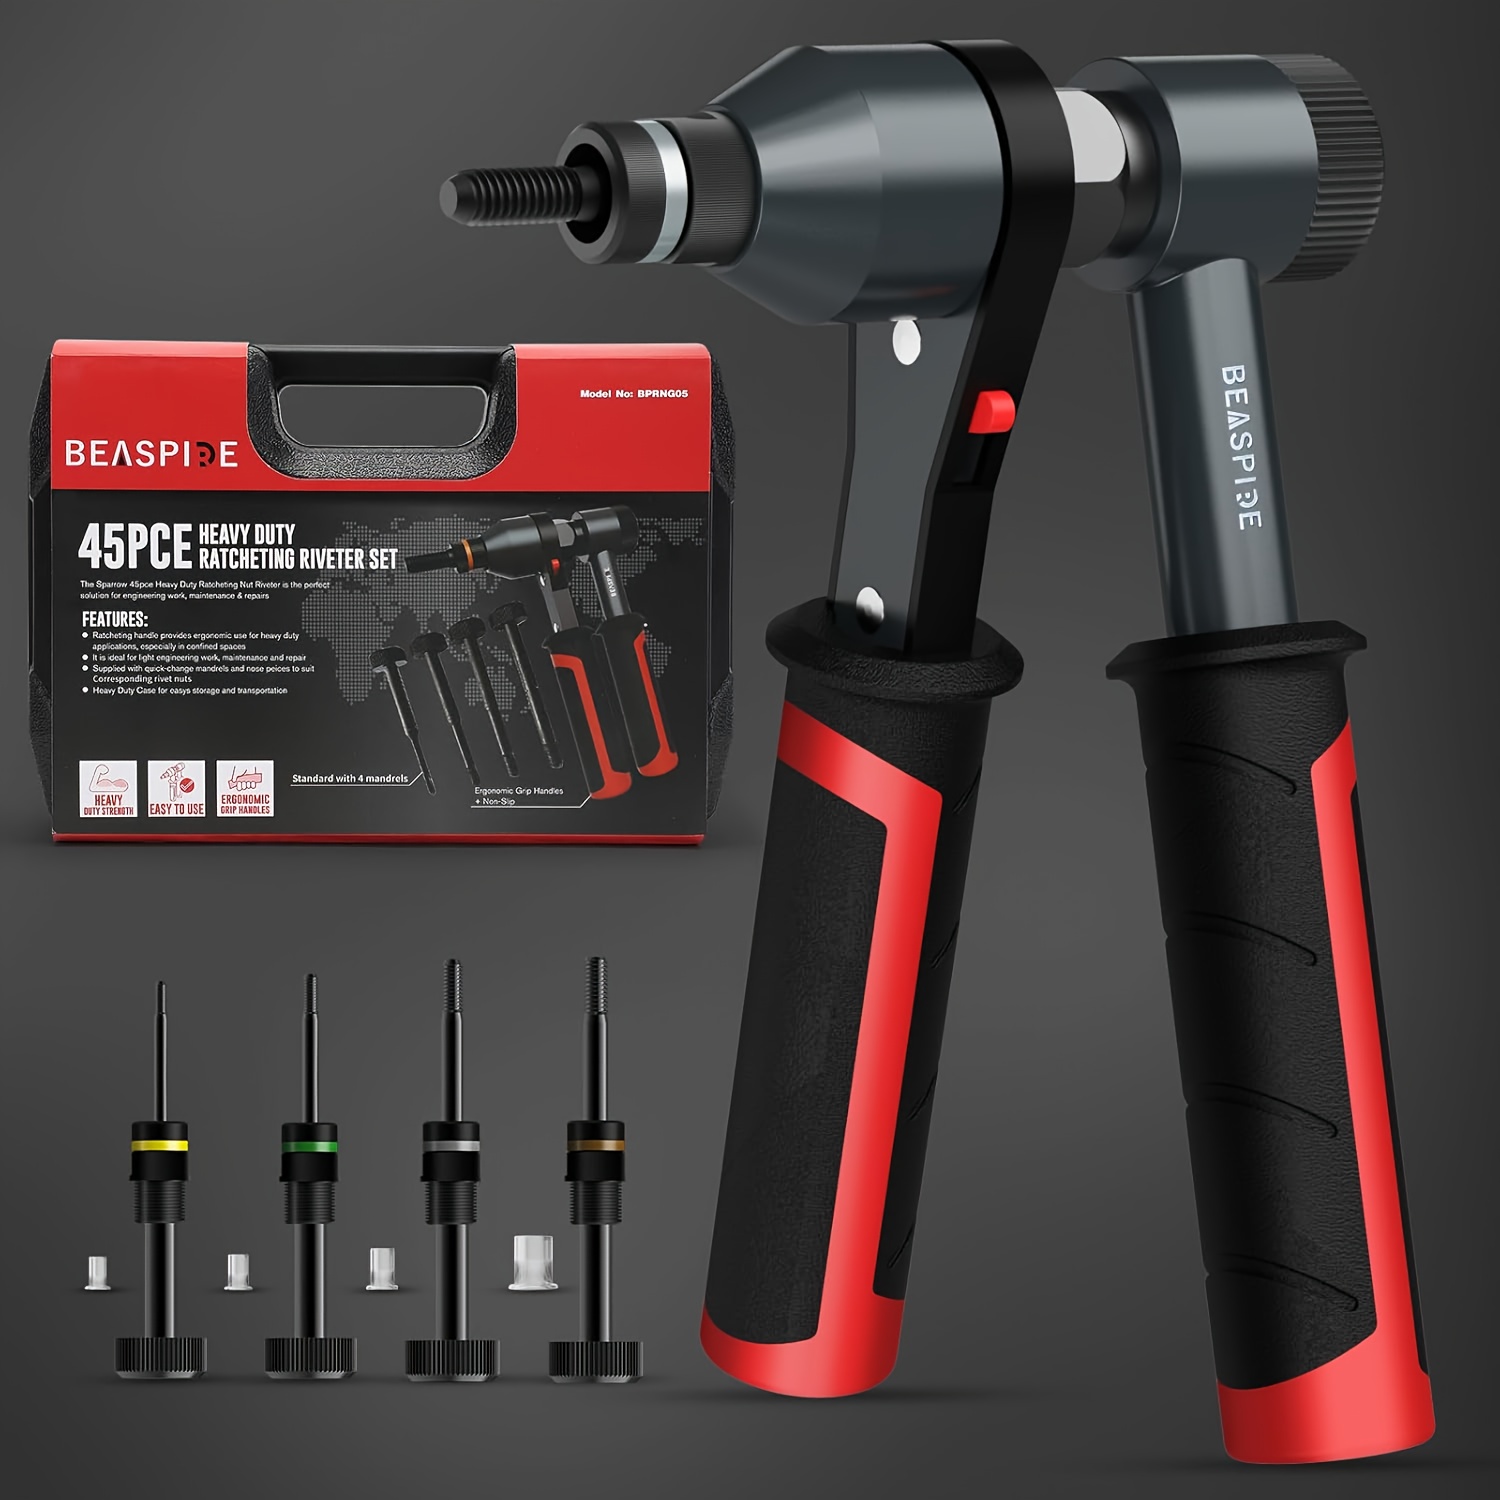 Model No: BPRNG05
BEASPIRE
45PCE HEAVY DUTY
RATCHETING RIVETER SET
The Sparrow 45pce Heavy Duty Ratcheting Nut Riveter is the perfect
solution for engineering work, maintenance & repairs
FEATURES:
Ratcheting handle provides ergonomic use for heavy duty
applications, especially in confined spaces
It is ideal for light engineering work, maintenance and repair
Supplied with quick-change mandrels and nose peices to suit
Corresponding rivet nuts
Heavy Duty Case for easys storage and transportation
HEAVY
DUTY STRENGTH
EASY TO USE
ERGONOMIC
GRIP HANDLES
Standard with 4 mandrels
Ergonomic Grip Handles
+ Non-Slip
BEASPIRE
BEASPIRE